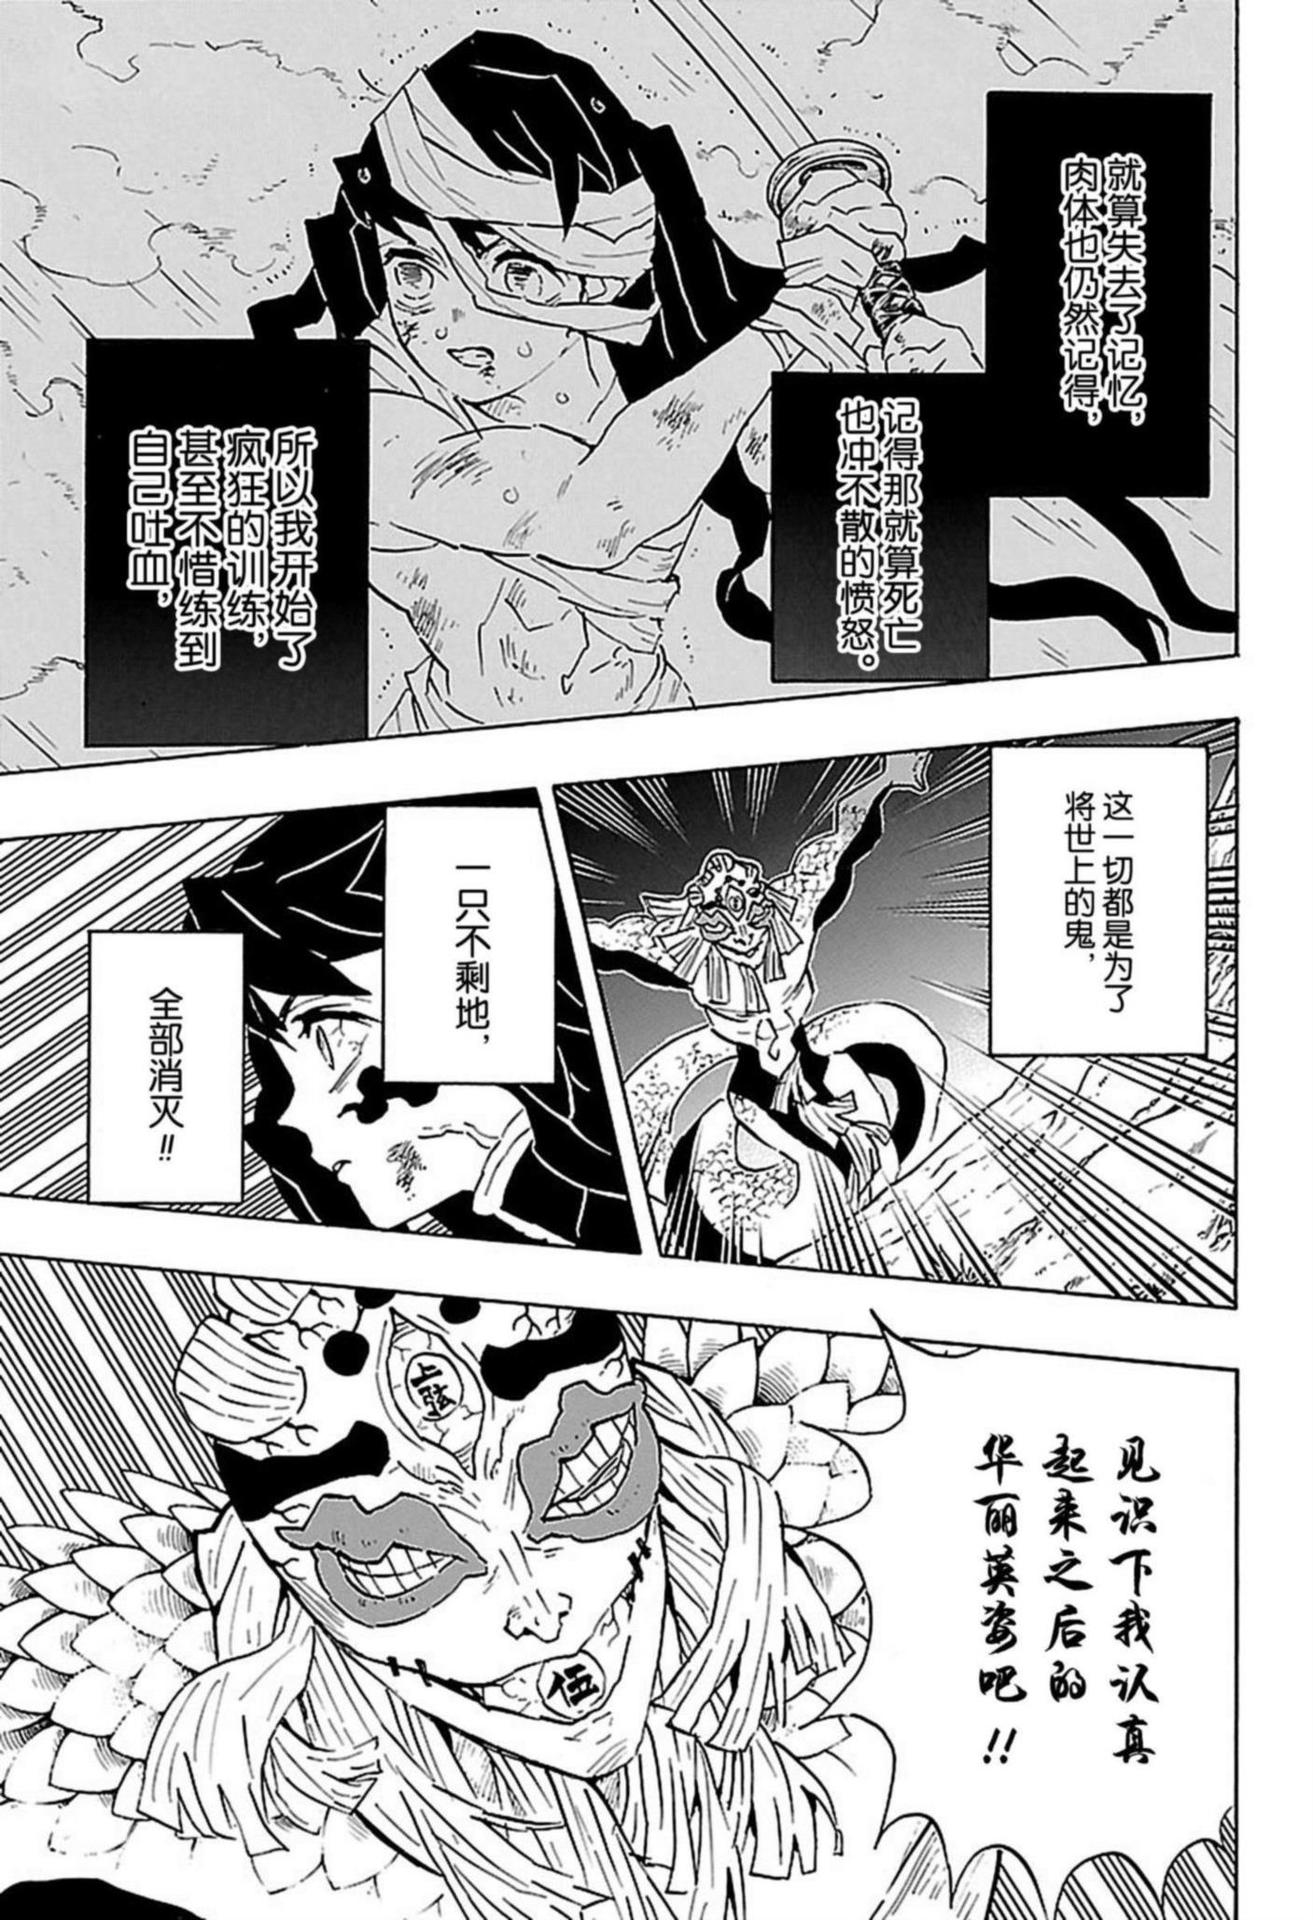 就算失去了记忆，
肉体也仍然记得，
记得那就算死亡
也冲不散的愤怒。
所以我开始了
疯狂的训练，
甚至不惜练到
自己吐血，
这一切都是为了
将世上的鬼，
一只不剩地，
全部消灭!!
上弦
伍
见识下我认真
起来之后的
华丽英姿吧!!